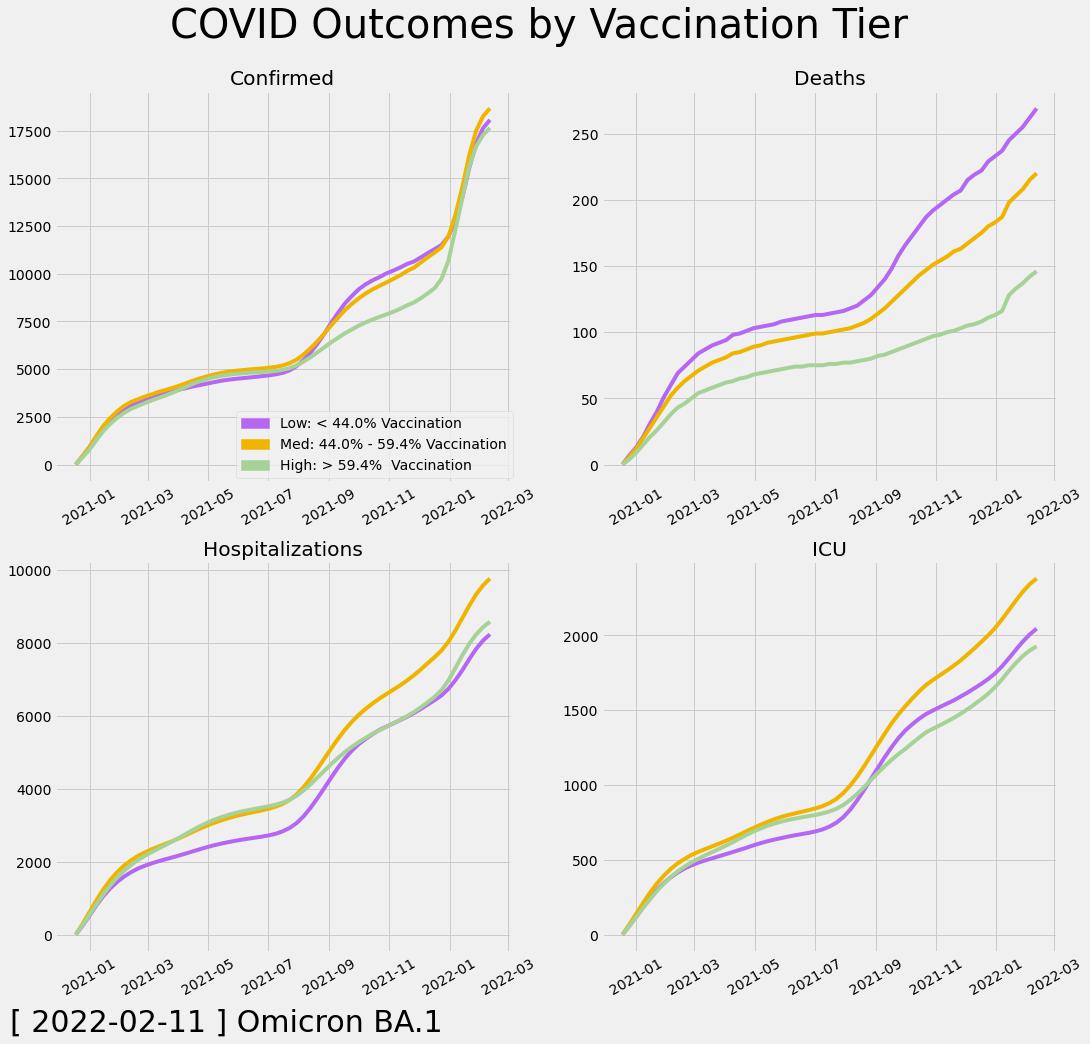 COVID Outcomes by Vaccination Tier
Confirmed
17500
15000
12500
10000
7500
5000
2500
0
Low: < 44.0% Vaccination
Med: 44.0% - 59.4% Vaccination
High: > 59.4%  Vaccination
2021-01 2021-03 2021-05 2021-07 2021-09 2021-11 2022-01 2022-03
Deaths
250
200
150
100
50
0
2021-01 2021-03 2021-05 2021-07 2021-09 2021-11 2022-01 2022-03
Hospitalizations
10000
8000
6000
4000
2000
0
2021-01 2021-03 2021-05 2021-07 2021-09 2021-11 2022-01 2022-03
ICU
2000
1500
1000
500
0
2021-01 2021-03 2021-05 2021-07 2021-09 2021-11 2022-01 2022-03
[ 2022-02-11 ] Omicron BA.1